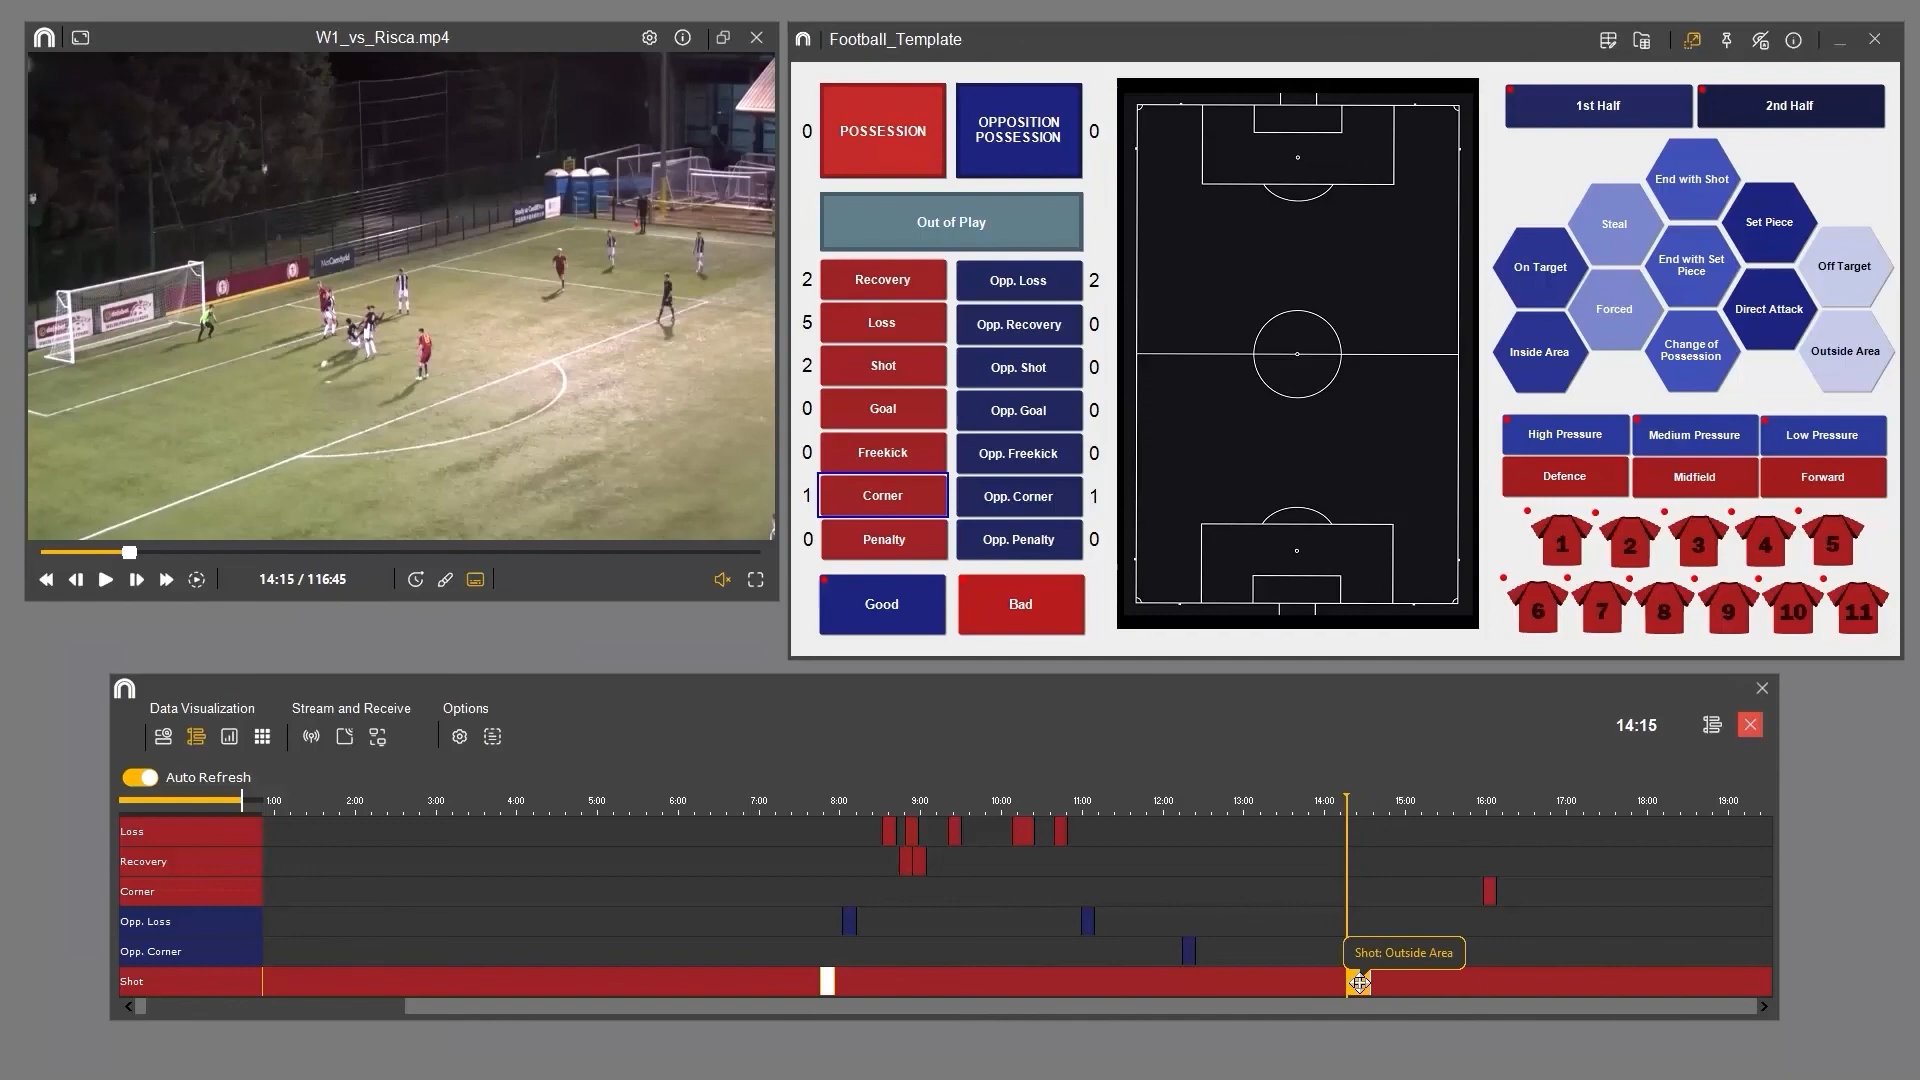 W1_vs_Risca.mp4
14:15 / 116:45
Football_Template
POSSESSION
OPPOSITION
POSSESSION
0
0
Out of Play
2
Recovery
Opp. Loss
2
5
Loss
Opp. Recovery
0
2
Shot
Opp. Shot
0
0
Goal
Opp. Goal
0
0
Freekick
Opp. Freekick
0
1
Corner
Opp. Corner
1
0
Penalty
Opp. Penalty
0
Good
Bad
1st Half
2nd Half
End with Shot
Steal
Set Piece
On Target
End with Set
Piece
Off Target
Forced
Direct Attack
Inside Area
Change of
Possession
Outside Area
High Pressure
Medium Pressure
Low Pressure
Defence
Midfield
Forward
1 2 3 4 5
6 7 8 9 10 11
Data Visualization
Stream and Receive
Options
14:15
Auto Refresh
1:00 2:00 3:00 4:00 5:00 6:00 7:00 8:00 9:00 10:00 11:00 12:00 13:00 14:00 15:00 16:00 17:00 18:00 19:00
Loss
Recovery
Corner
Opp. Loss
Opp. Corner
Shot: Outside Area
Shot